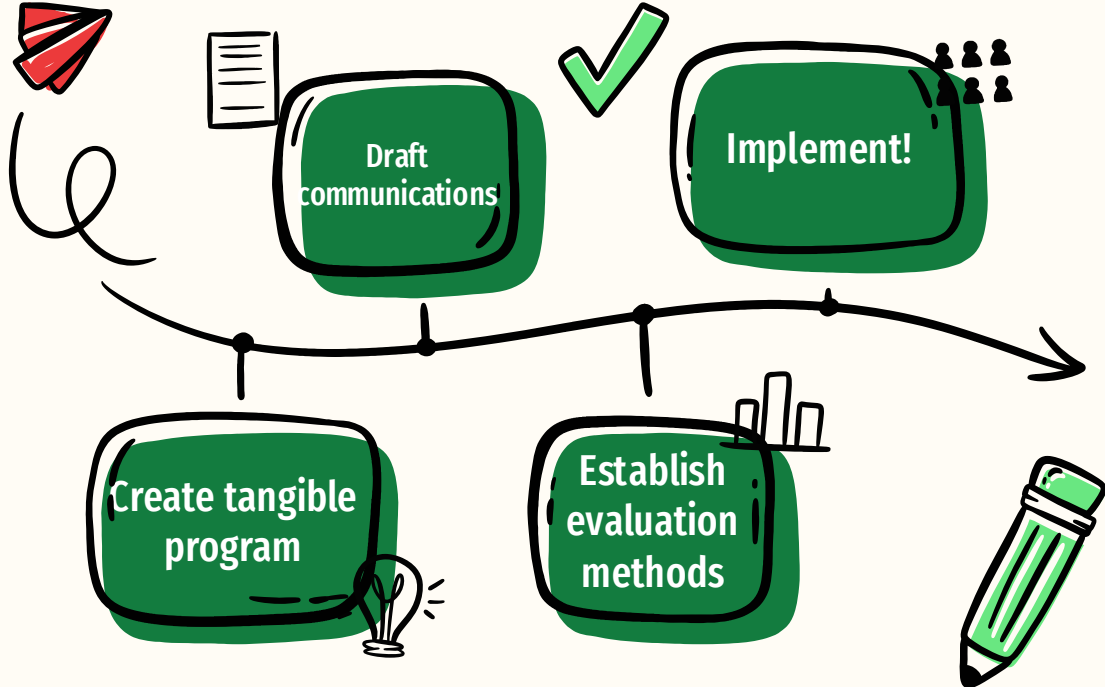 Draft
communications
Implement!
Create tangible
program
Establish
evaluation
methods